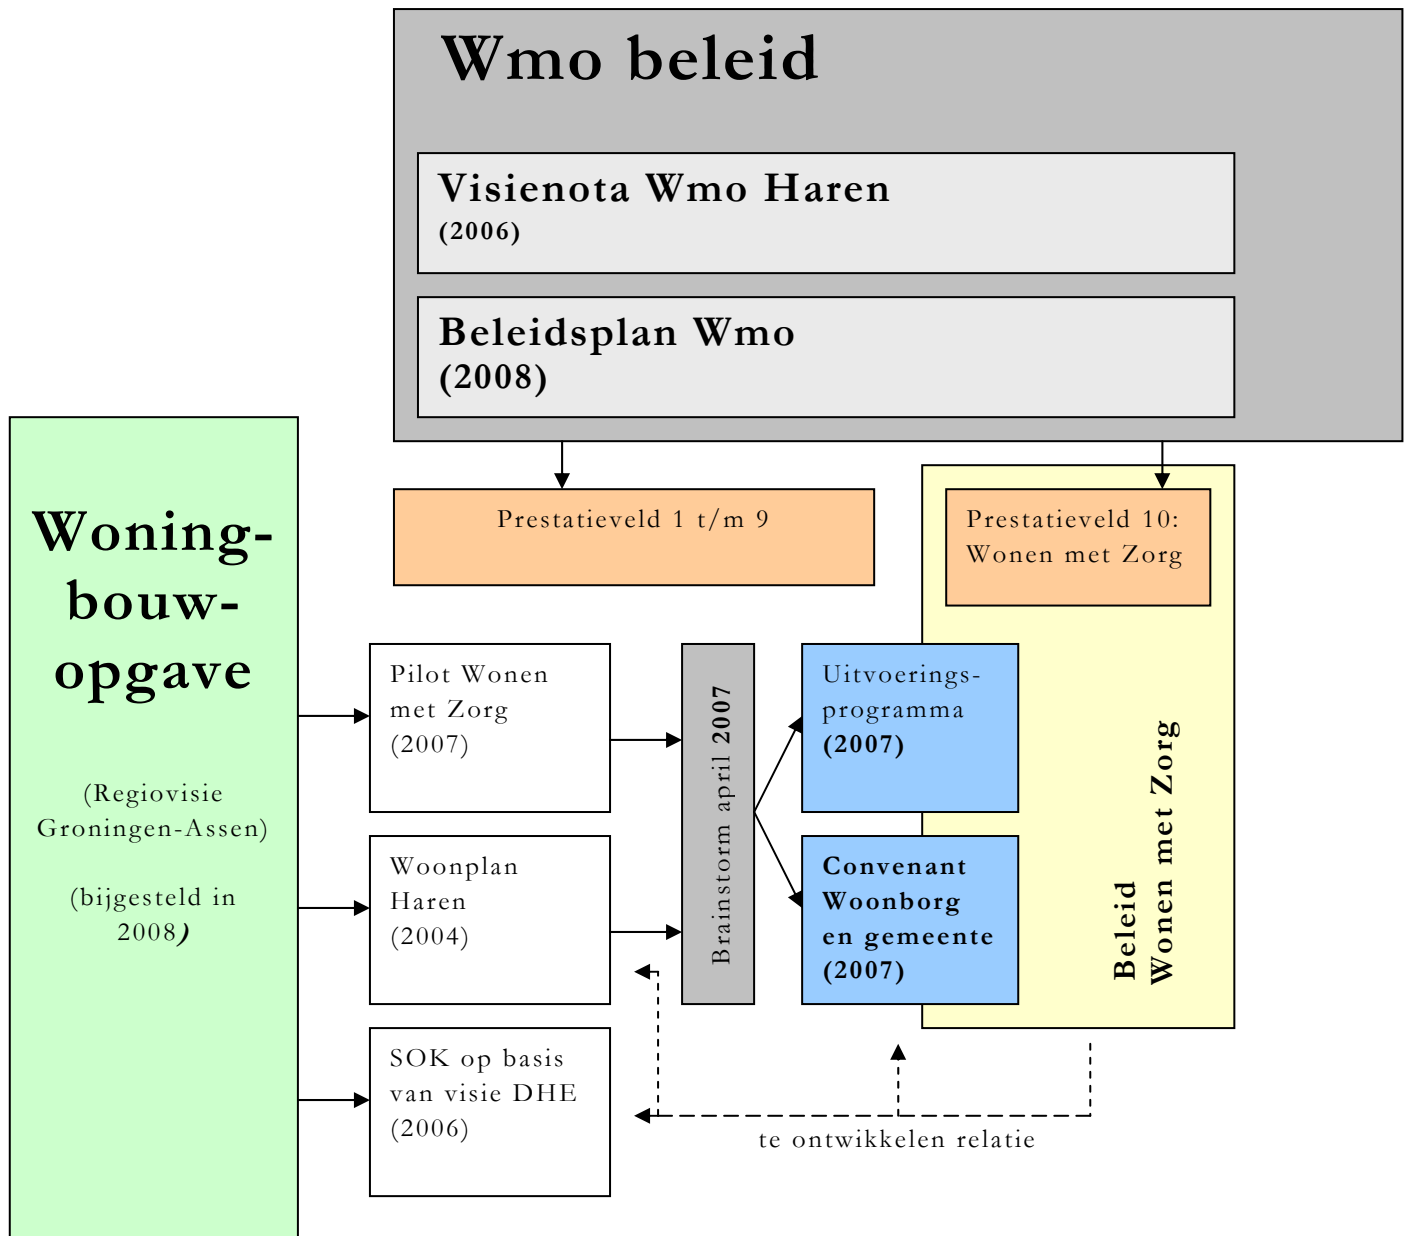 Wmo beleid
Visienota Wmo Haren
(2006)
Beleidsplan Wmo
(2008)
Woning-
bouw-
opgave
(Regiovisie
Groningen-Assen)
(bijgesteld in
2008)
Prestatieveld 1 t/m 9
Prestatieveld 10:
Wonen met Zorg
Pilot Wonen
met Zorg
(2007)
Woonplan
Haren
(2004)
SOK op basis
van visie DHE
(2006)
Brainstorm april 2007
Uitvoerings-
programma
(2007)
Convenant
Woonborg
en gemeente
(2007)
Beleid
Wonen met Zorg
te ontwikkelen relatie